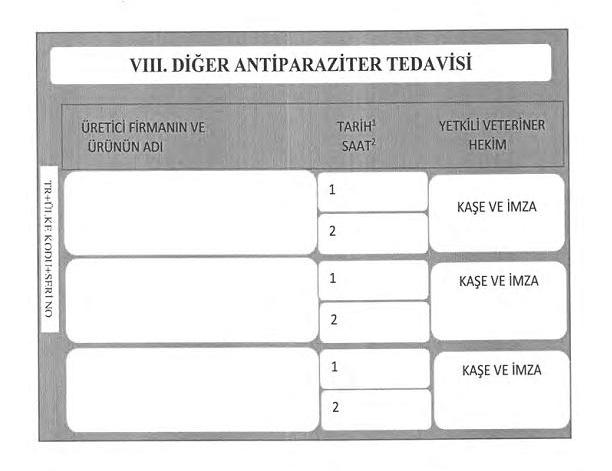 VIII. DİĞER ANTİPARAZİTER TEDAVİSİ
ÜRETİCİ FİRMANIN VE
ÜRÜNÜN ADI
TARİH¹
SAAT²
YETKİLİ VETERİNER
HEKİM
TR+ÜLKE KODU+SERİ NO
1
2
KAŞE VE İMZA
1
2
KAŞE VE İMZA
1
2
KAŞE VE İMZA